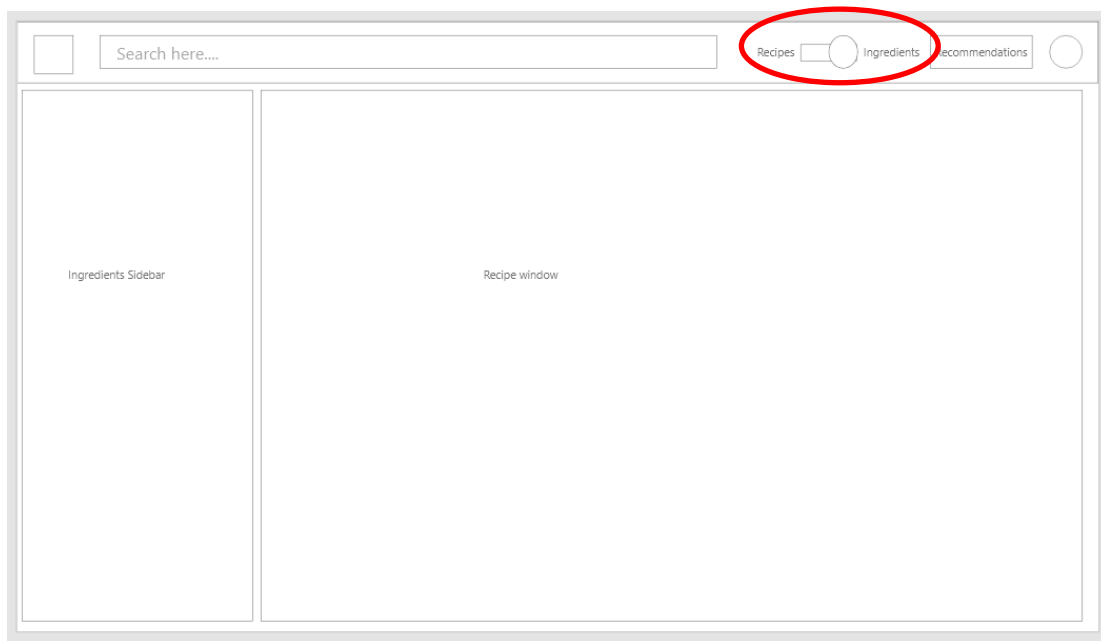 Search here....
Recipes
Ingredients
Recommendations
Ingredients Sidebar
Recipe window